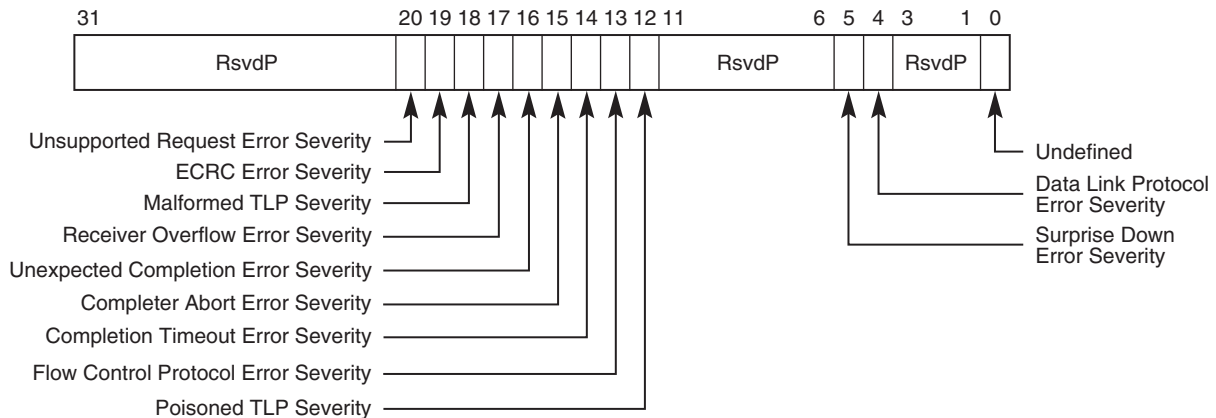 31 20 19 18 17 16 15 14 13 12 11 6 5 4 3 1 0
RsvdP RsvdP RsvdP
Unsupported Request Error Severity
ECRC Error Severity
Malformed TLP Severity
Receiver Overflow Error Severity
Unexpected Completion Error Severity
Completer Abort Error Severity
Completion Timeout Error Severity
Flow Control Protocol Error Severity
Poisoned TLP Severity
Undefined
Data Link Protocol
Error Severity
Surprise Down
Error Severity